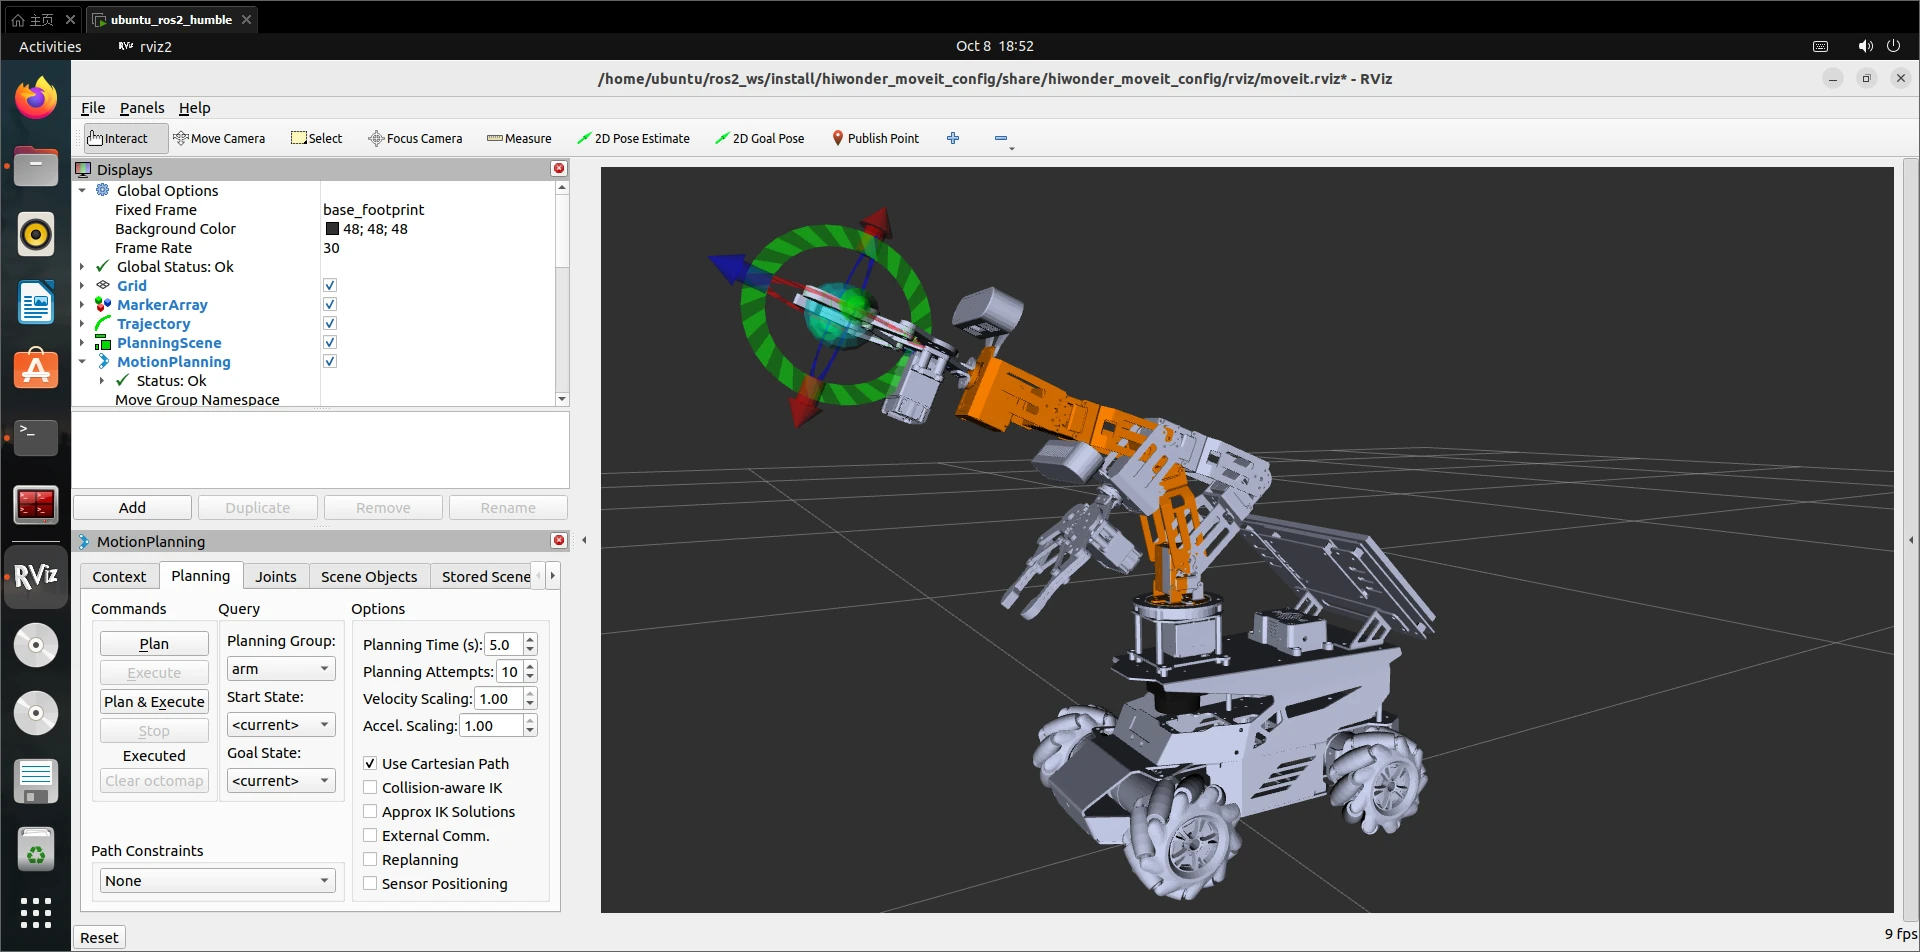 主页
ubuntu_ros2_humble
Activities
RViz rviz2
Oct 8 18:52
/home/ubuntu/ros2_ws/install/hiwonder_moveit_config/share/hiwonder_moveit_config/rviz/moveit.rviz* - RViz
File Panels Help
Interact Move Camera Select Focus Camera Measure 2D Pose Estimate 2D Goal Pose Publish Point
Displays
Global Options
Fixed Frame base_footprint
Background Color 48; 48; 48
Frame Rate 30
Global Status: Ok
Grid
MarkerArray
Trajectory
PlanningScene
MotionPlanning
Status: Ok
Move Group Namespace
Add Duplicate Remove Rename
MotionPlanning
Context Planning Joints Scene Objects Stored Scene
RViz
Commands
Plan
Execute
Plan & Execute
Stop
Executed
Clear octomap
Query
Planning Group:
arm
Start State:
<current>
Goal State:
<current>
Options
Planning Time (s): 5.0
Planning Attempts: 10
Velocity Scaling: 1.00
Accel. Scaling: 1.00
Use Cartesian Path
Collision-aware IK
Approx IK Solutions
External Comm.
Replanning
Sensor Positioning
Path Constraints
None
Reset
9 fps